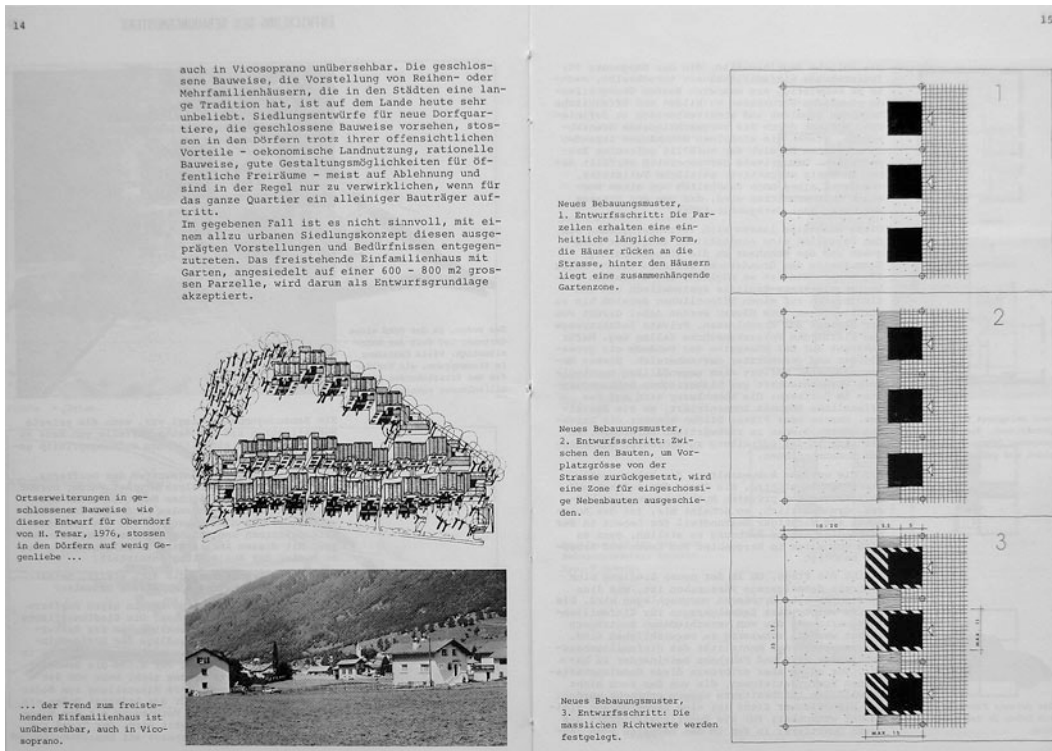 14
auch in Vicosoprano unübersehbar. Die geschlos-
sene Bauweise, die Vorstellung von Reihen- oder
Mehrfamilienhäusern, die in den Städten eine lan-
ge Tradition hat, ist auf dem Lande heute sehr
unbeliebt. Siedlungsentwürfe für neue Dorfquar-
tiere, die geschlossene Bauweise vorsehen, stos-
sen in den Dörfern trotz ihrer offensichtlichen
Vorteile - oekonomische Landnutzung, rationelle
Bauweise, gute Gestaltungsmöglichkeiten für öf-
fentliche Freiräume - meist auf Ablehnung und
sind in der Regel nur zu verwirklichen, wenn für
das ganze Quartier ein alleiniger Bauträger auf-
tritt.
Im gegebenen Fall ist es nicht sinnvoll, mit ei-
nem allzu urbanen Siedlungskonzept diesen ausge-
prägten Vorstellungen und Bedürfnissen entgegen-
zutreten. Das freistehende Einfamilienhaus mit
Garten, angesiedelt auf einer 600 - 800 m2 gros-
sen Parzelle, wird darum als Entwurfsgrundlage
akzeptiert.
Ortserweiterungen in ge-
schlossener Bauweise wie
dieser Entwurf für Oberndorf
von H. Tesar, 1976, stossen
in den Dörfern auf wenig Ge-
genliebe ...
... der Trend zum freiste-
henden Einfamilienhaus ist
unübersehbar, auch in Vico-
soprano.
15
1
Neues Bebauungsmuster,
1. Entwurfsschritt: Die Par-
zellen erhalten eine ein-
heitliche längliche Form,
die Häuser rücken an die
Strasse, hinter den Häusern
liegt eine zusammenhängende
Gartenzone.
2
Neues Bebauungsmuster,
2. Entwurfsschritt: Zwi-
schen den Bauten, um Vor-
platzgrösse von der
Strasse zurückgesetzt, wird
eine Zone für eingeschossi-
ge Nebenbauten ausgeschie-
den.
3
MAX. 15
Neues Bebauungsmuster,
3. Entwurfsschritt: Die
masslichen Richtwerte werden
festgelegt.